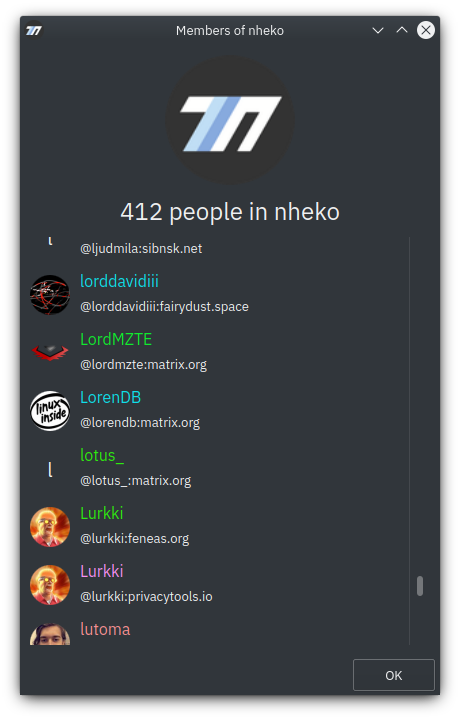 Members of nheko
412 people in nheko
l
@ljudmila:sibnsk.net
lorddavidiii
@lorddavidiii:fairydust.space
LordMZTE
@lordmzte:matrix.org
LorenDB
linux
inside
@lorendb:matrix.org
lotus_
l
@lotus_:matrix.org
Lurkki
@lurkki:feneas.org
Lurkki
@lurkki:privacytools.io
lutoma
OK